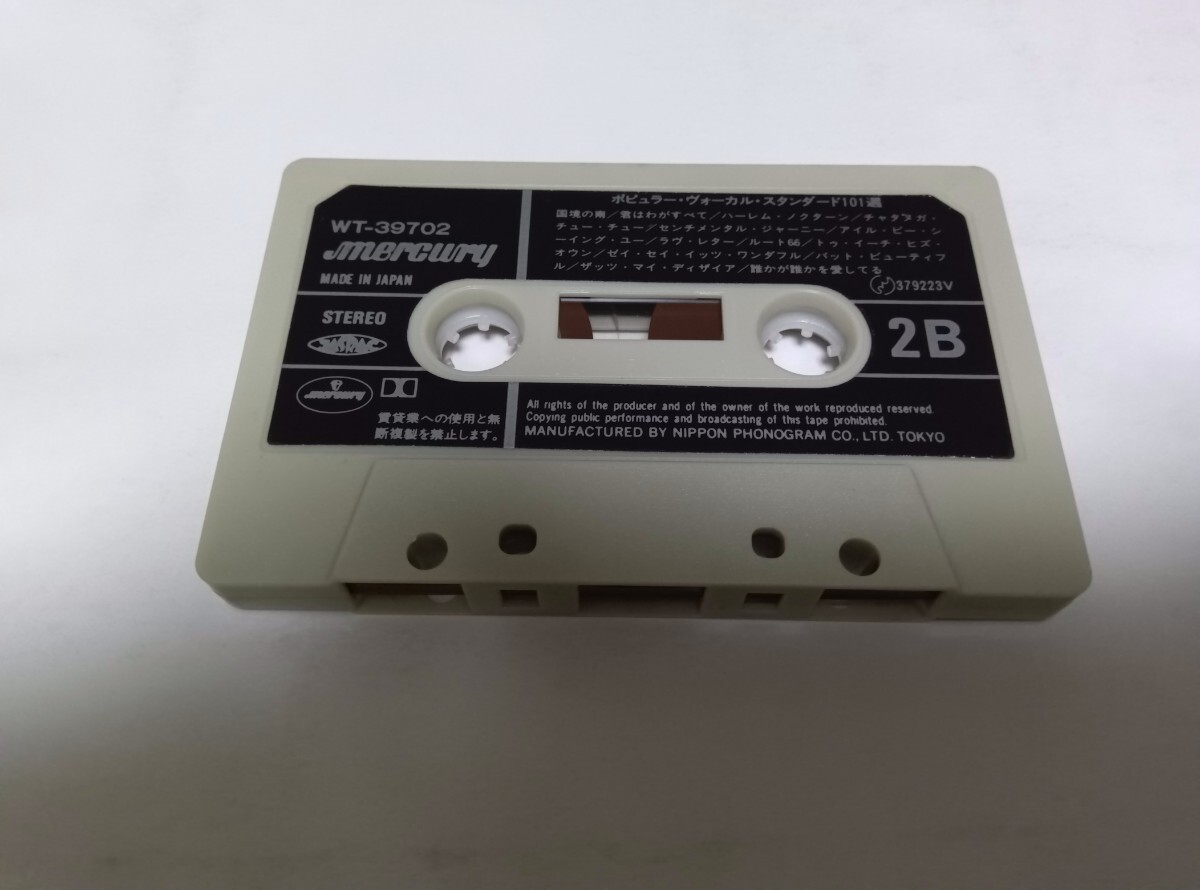 WT-39702
mercury
MADE IN JAPAN
ポピュラー・ヴォーカル・スタンダード101選
国境の南/君はわがすべて/ハーレム・ノクターン/チャタヌガ・
チュー・チュー/センチメンタル・ジャーニー/アイル・ビー・シ
ーイング・ユー/ラヴ・レター/ルート66/トゥ・イーチ・ヒズ・
オウン/ゼイ・セイ・イッツ・ワンダフル/バット・ビューティフ
ル/ザッツ・マイ・ディザイア/誰かが誰かを愛してる
379223V
STEREO
2B
mercury
賃貸業への使用と無
断複製を禁止します。
All rights of the producer and of the owner of the work reproduced reserved.
Copying public performance and broadcasting of this tape prohibited.
MANUFACTURED BY NIPPON PHONOGRAM CO., LTD. TOKYO